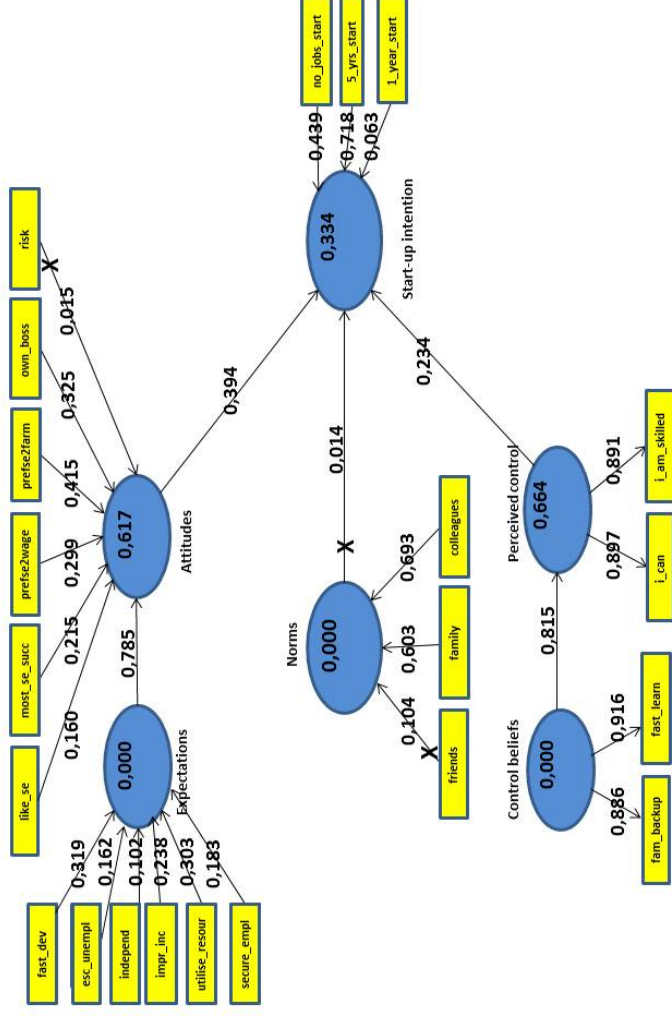 like_se
most_se_succ
prefse2wage
prefse2farm
own_boss
risk
X
0,160
0,215
0,299
0,415
0,325
0,015
fast_dev
esc_unempl
independ
impr_inc
utilise_resour
secure_empl
0,319
0,162
0,102
0,238
0,303
0,183
0,000
Expectations
0,785
0,617
Attitudes
0,394
Norms
0,000
X
0,014
0,104
0,603
0,693
X
friends
family
colleagues
0,334
Start-up intention
0,439
0,718
0,063
no_jobs_start
5_yrs_start
1_year_start
0,234
Control beliefs
0,000
0,815
Perceived control
0,664
0,886
0,916
0,897
0,891
fam_backup
fast_learn
i_can
i_am_skilled